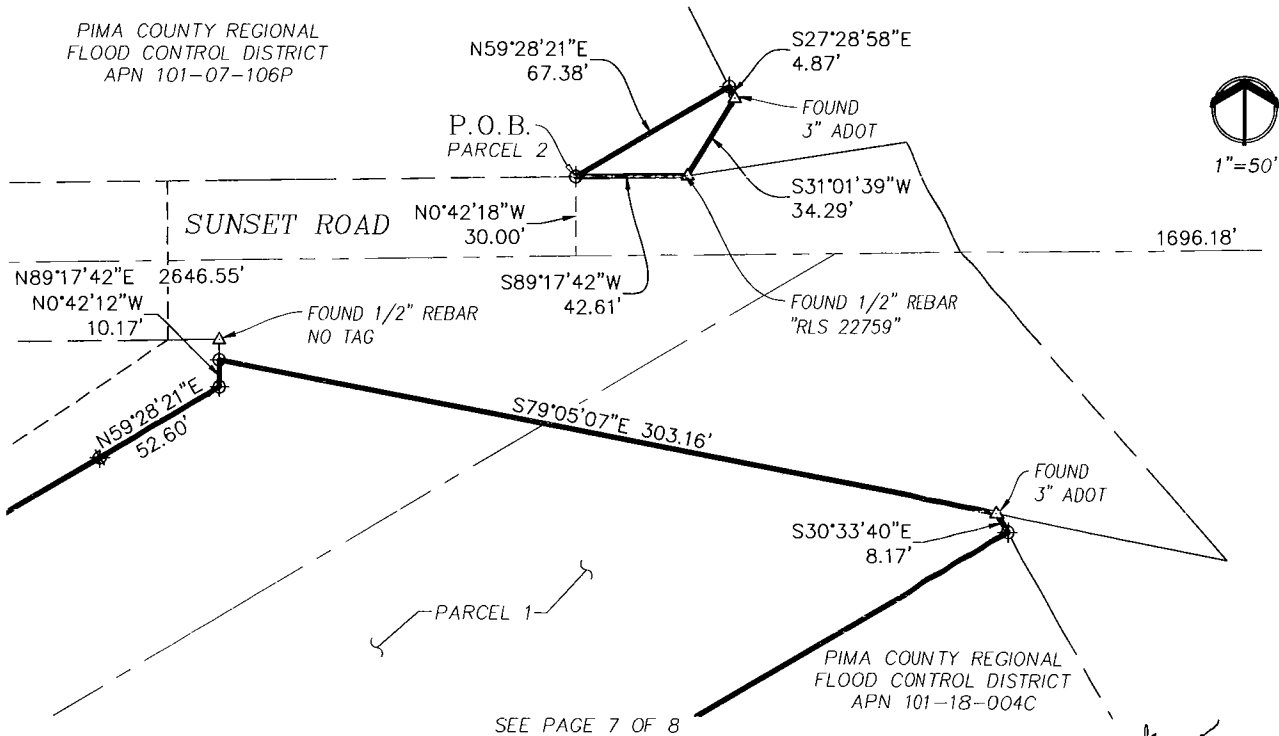 PIMA COUNTY REGIONAL
FLOOD CONTROL DISTRICT
APN 101-07-106P
N59°28'21"E
67.38'
S27°28'58"E
4.87'
FOUND
3" ADOT
P.O.B.
PARCEL 2
1"=50'
S31°01'39"W
34.29'
SUNSET ROAD
N0°42'18"W
30.00'
1696.18'
N89°17'42"E 2646.55'
S89°17'42"W
42.61'
N0°42'12"W
10.17'
FOUND 1/2" REBAR
NO TAG
FOUND 1/2" REBAR
"RLS 22759"
N59°28'21"E
52.60'
S79°05'07"E 303.16'
FOUND
3" ADOT
S30°33'40"E
8.17'
PARCEL 1
PIMA COUNTY REGIONAL
FLOOD CONTROL DISTRICT
APN 101-18-004C
SEE PAGE 7 OF 8